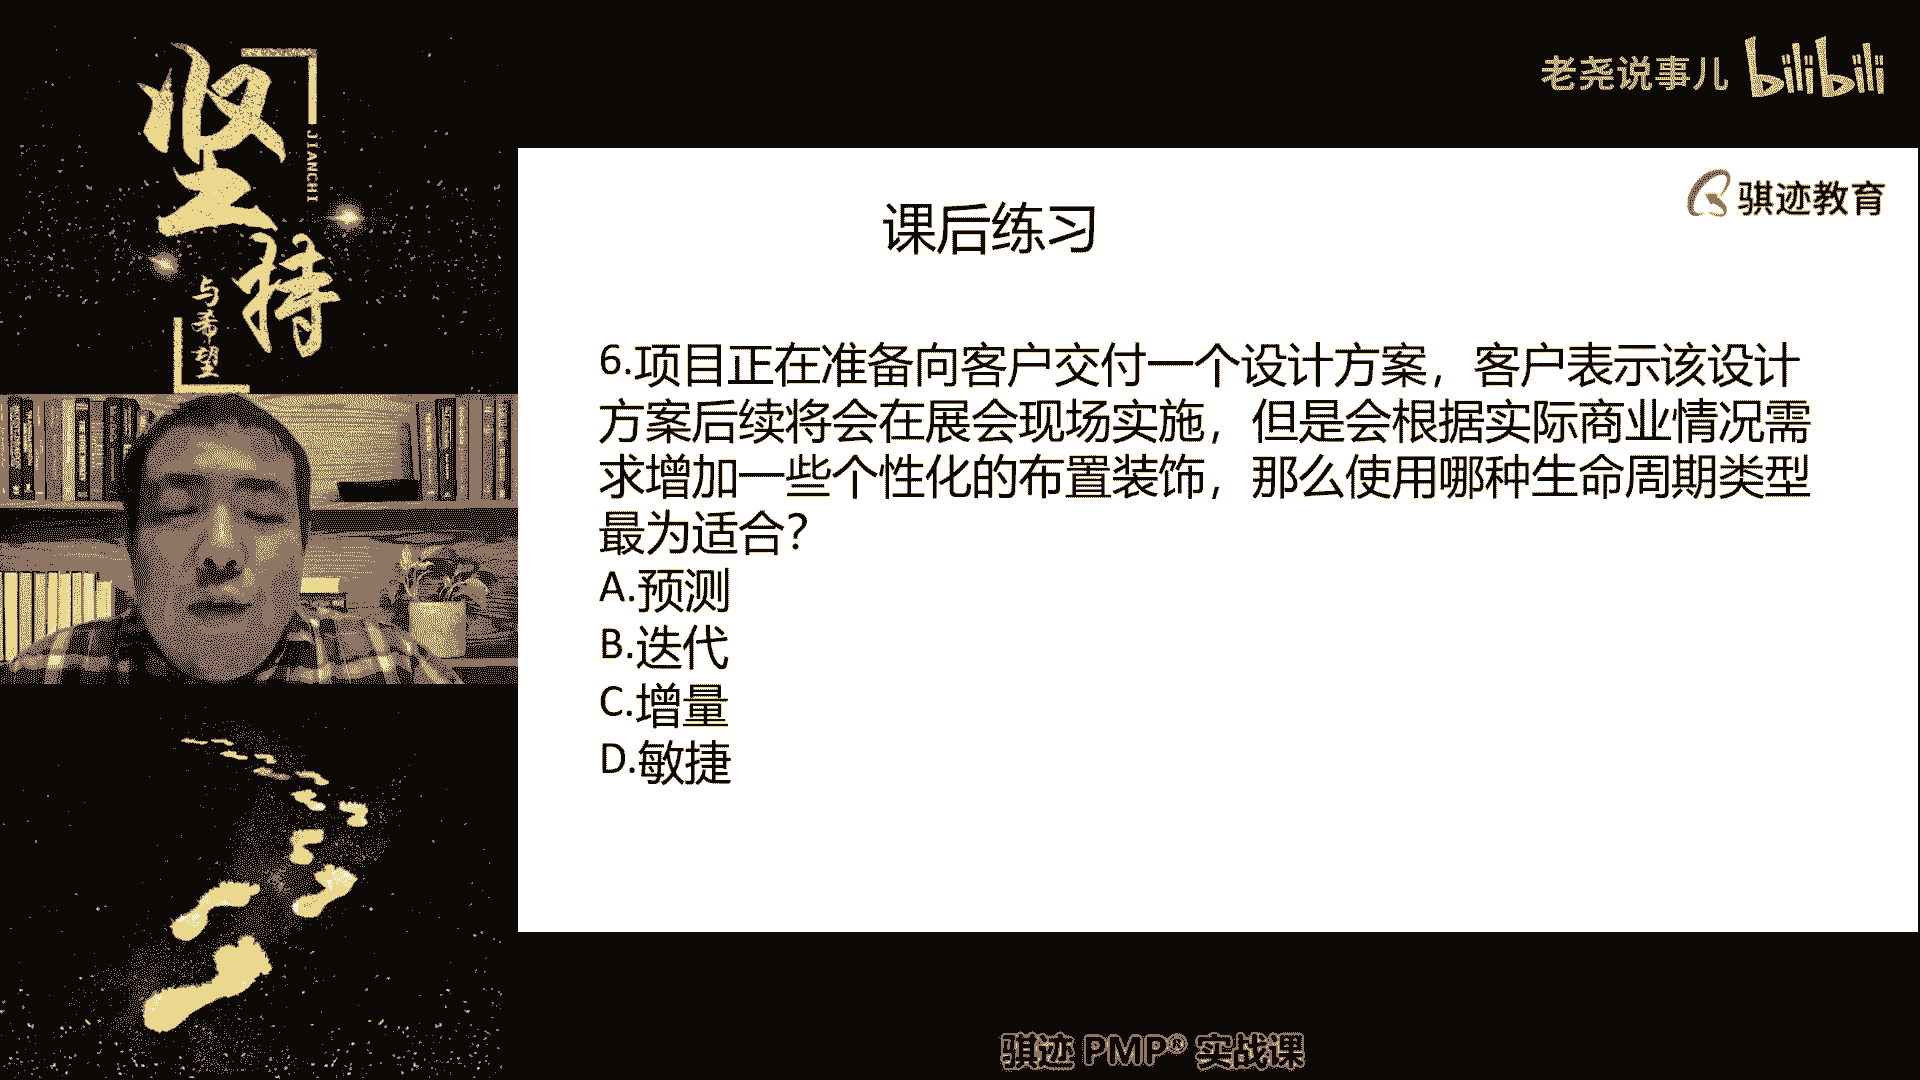 坚持
JIANCHI
与希望
老尧说事儿 bilibili
骐迹教育
课后练习
6.项目正在准备向客户交付一个设计方案，客户表示该设计
方案后续将会在展会现场实施，但是会根据实际商业情况需
求增加一些个性化的布置装饰，那么使用哪种生命周期类型
最为适合？
A.预测
B.迭代
C.增量
D.敏捷
骐迹 PMP® 实战课